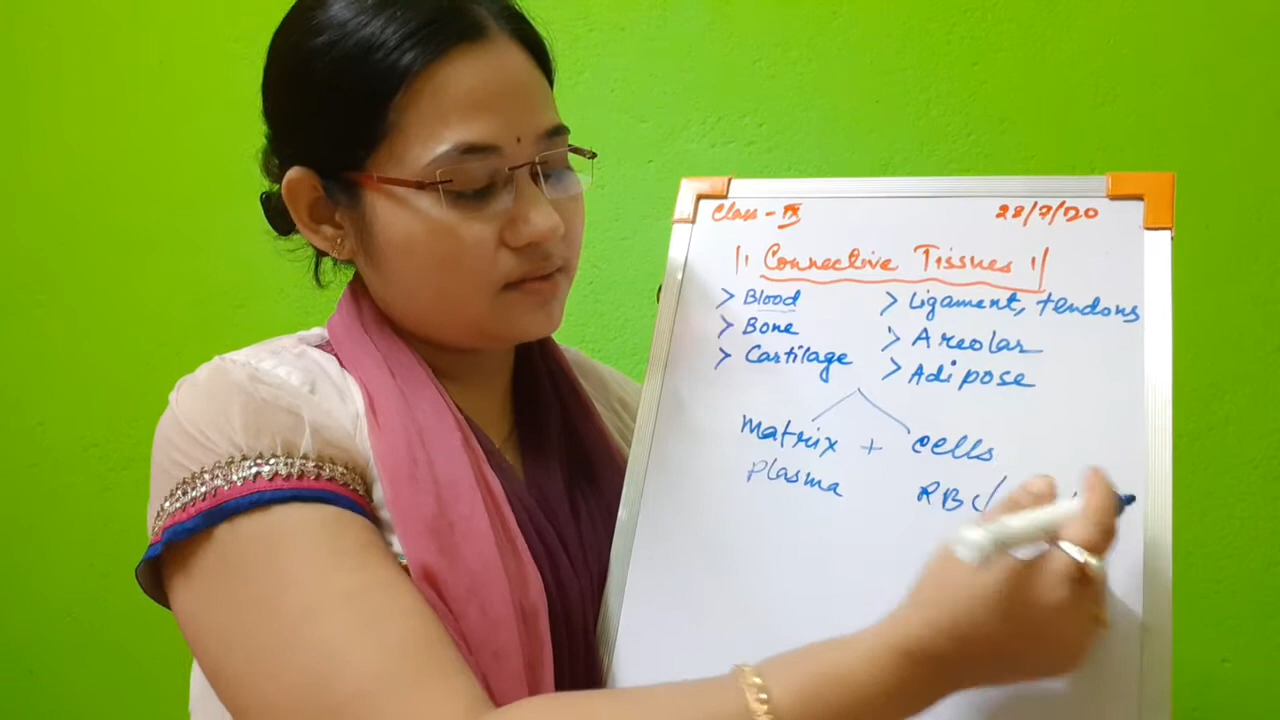 Class - IX 28/7/20
Connective Tissues
> Blood > Ligament, tendons
> Bone > Areolar
> Cartilage > Adipose
Matrix + cells
plasma RBC/